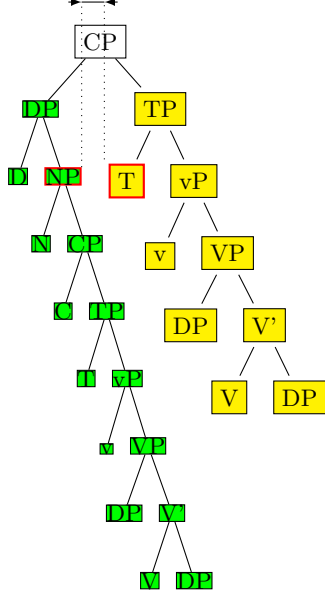 CP
DP TP
D NP T vP
N CP v VP
C TP DP V'
T vP V DP
v VP
DP V'
V DP